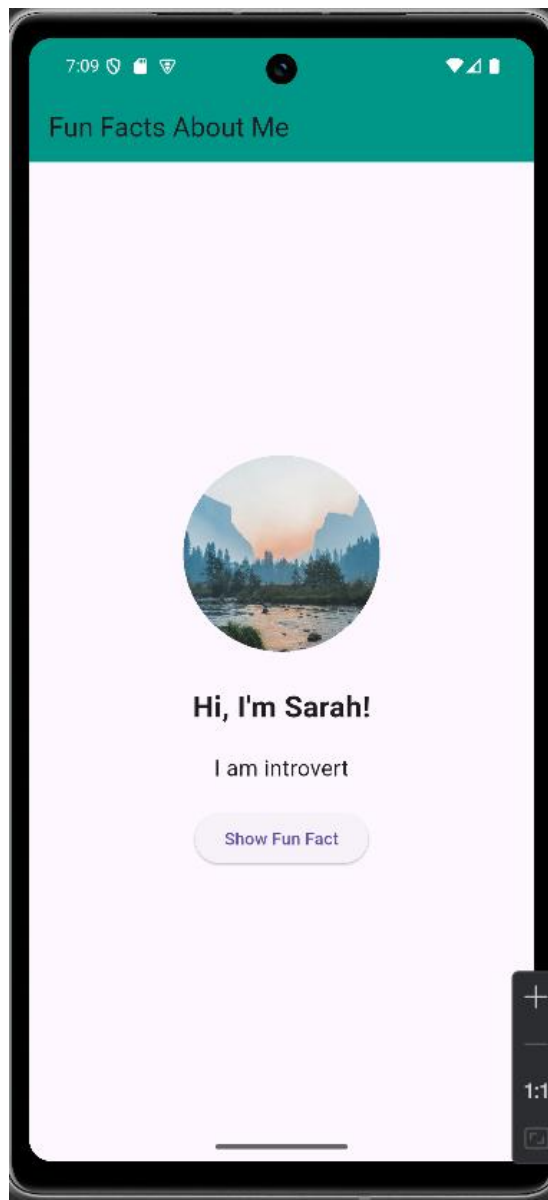 7:09
Fun Facts About Me
Hi, I'm Sarah!
I am introvert
Show Fun Fact
1:1